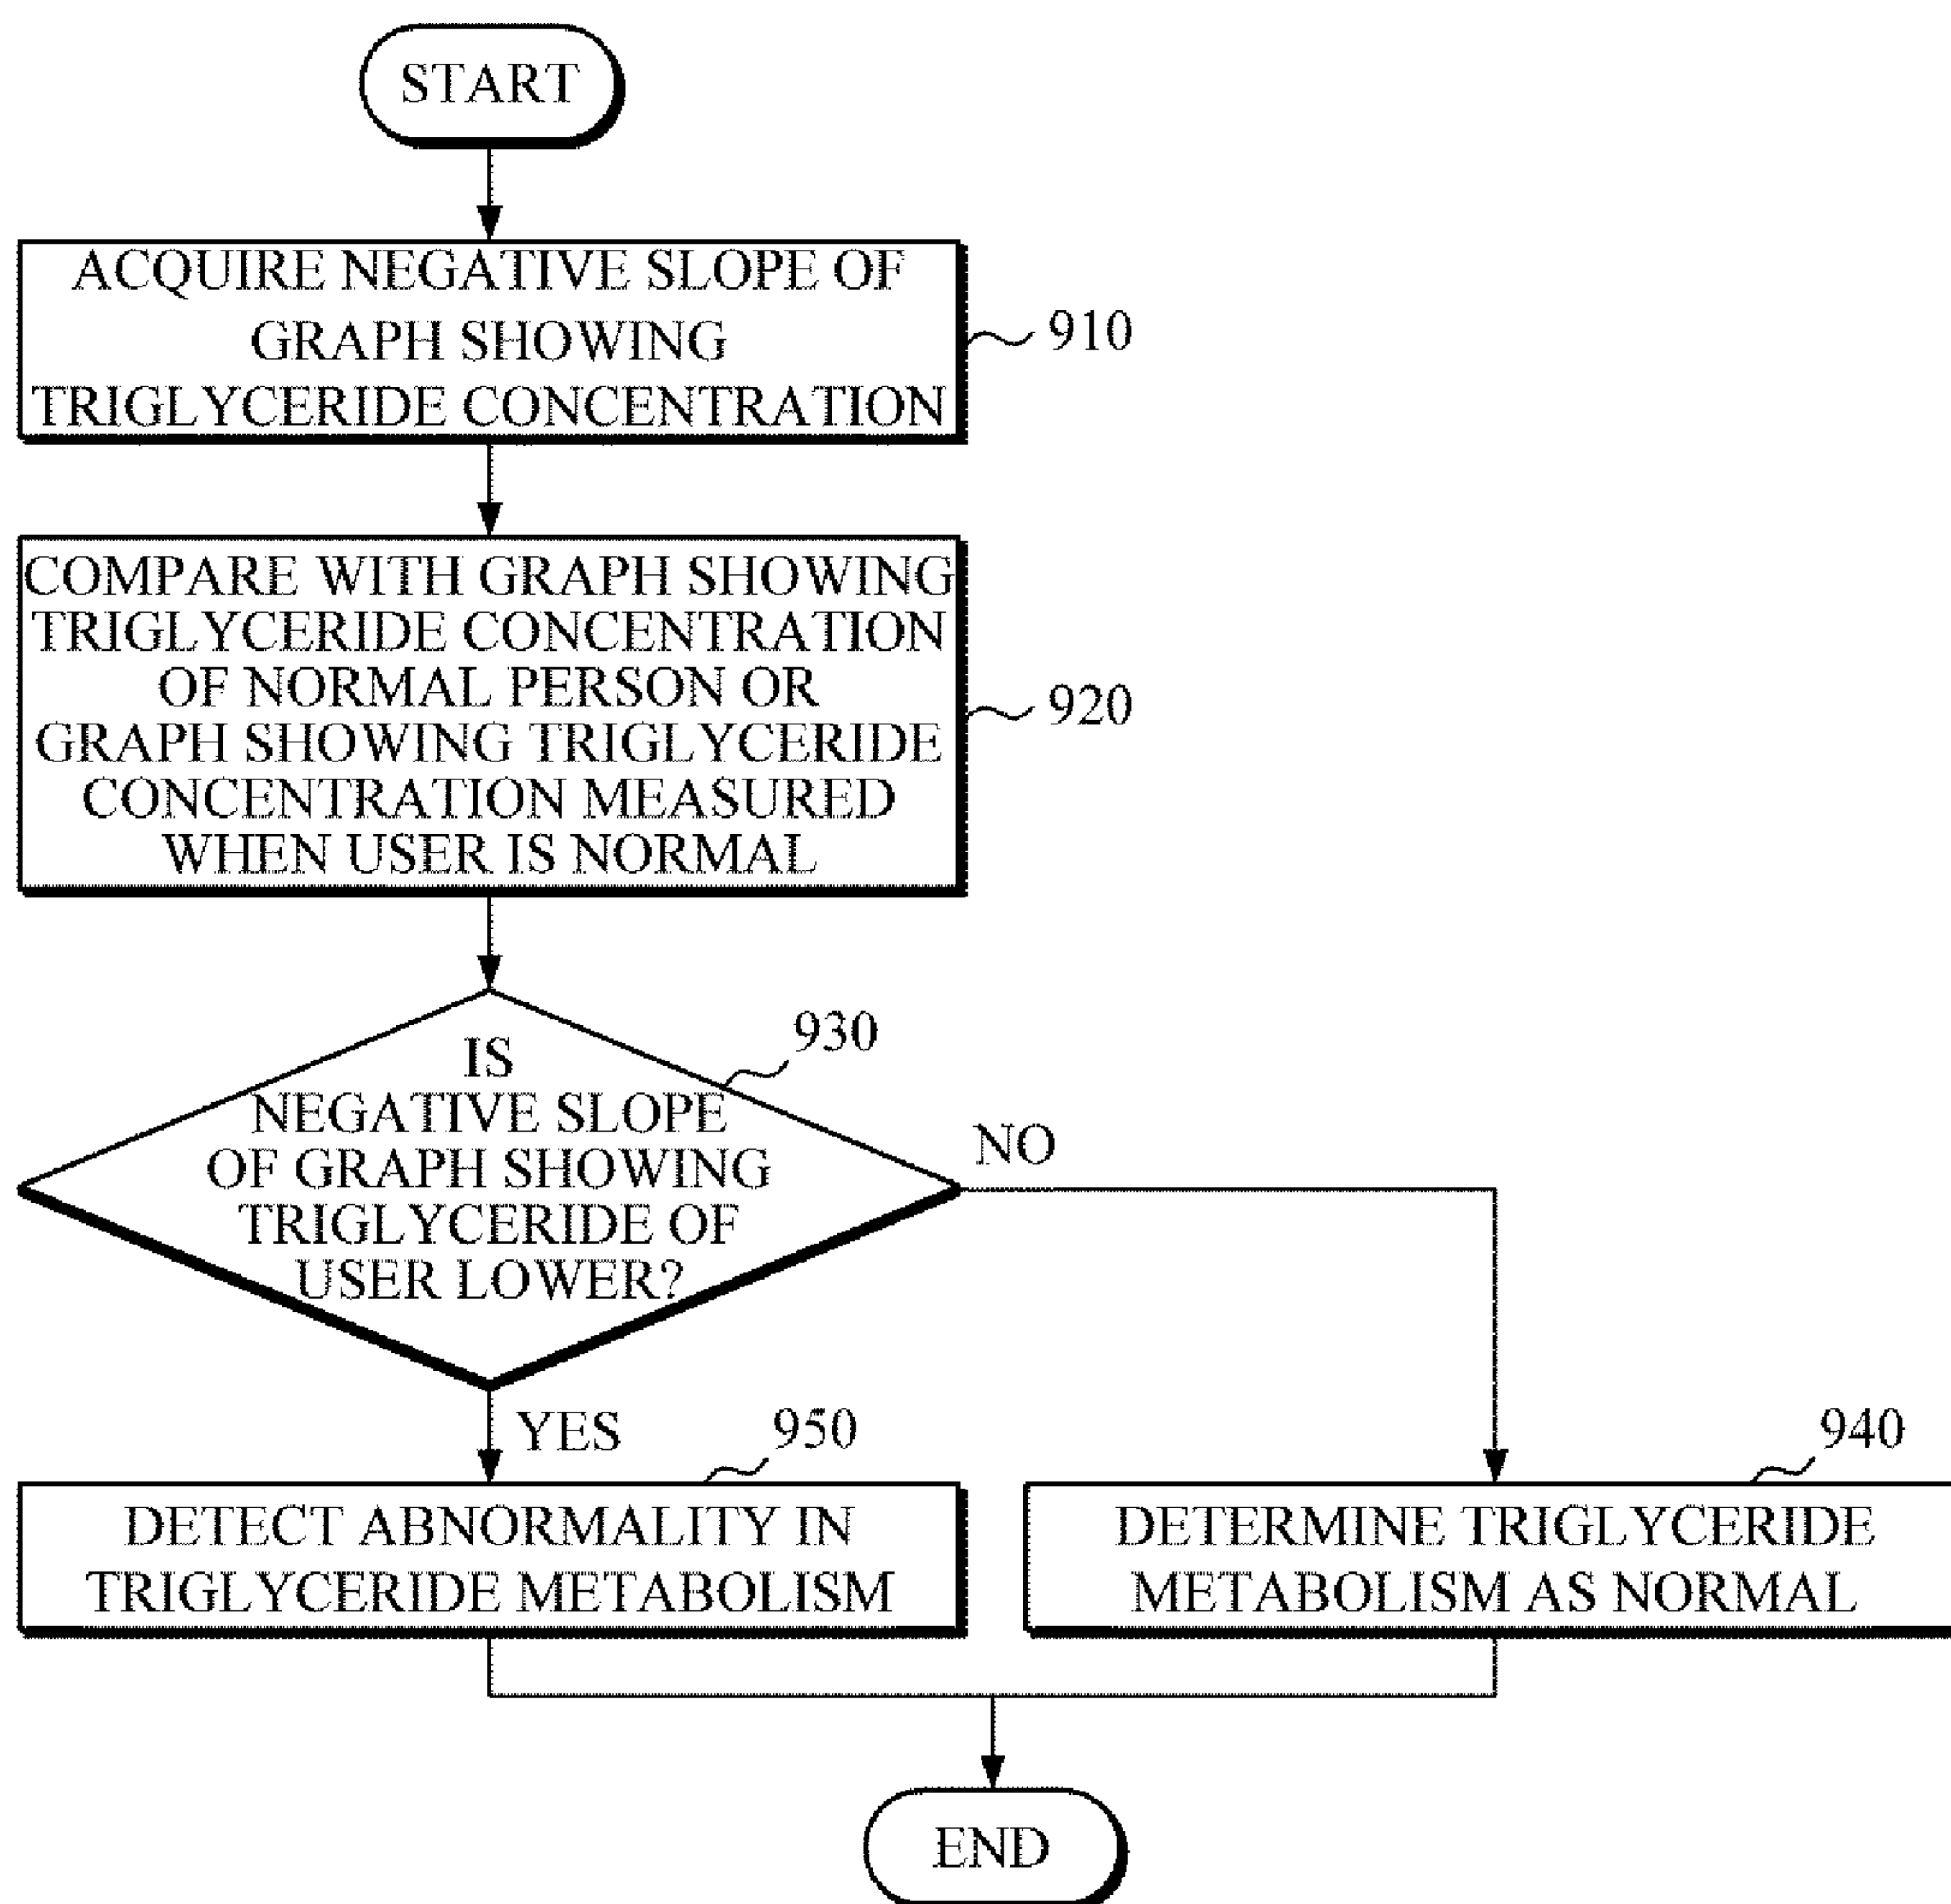 START
ACQUIRE NEGATIVE SLOPE OF
GRAPH SHOWING
TRIGLYCERIDE CONCENTRATION
910
COMPARE WITH GRAPH SHOWING
TRIGLYCERIDE CONCENTRATION
OF NORMAL PERSON OR
GRAPH SHOWING TRIGLYCERIDE
CONCENTRATION MEASURED
WHEN USER IS NORMAL
920
IS
NEGATIVE SLOPE
OF GRAPH SHOWING
TRIGLYCERIDE OF
USER LOWER?
930
NO
YES
950
DETECT ABNORMALITY IN
TRIGLYCERIDE METABOLISM
940
DETERMINE TRIGLYCERIDE
METABOLISM AS NORMAL
END